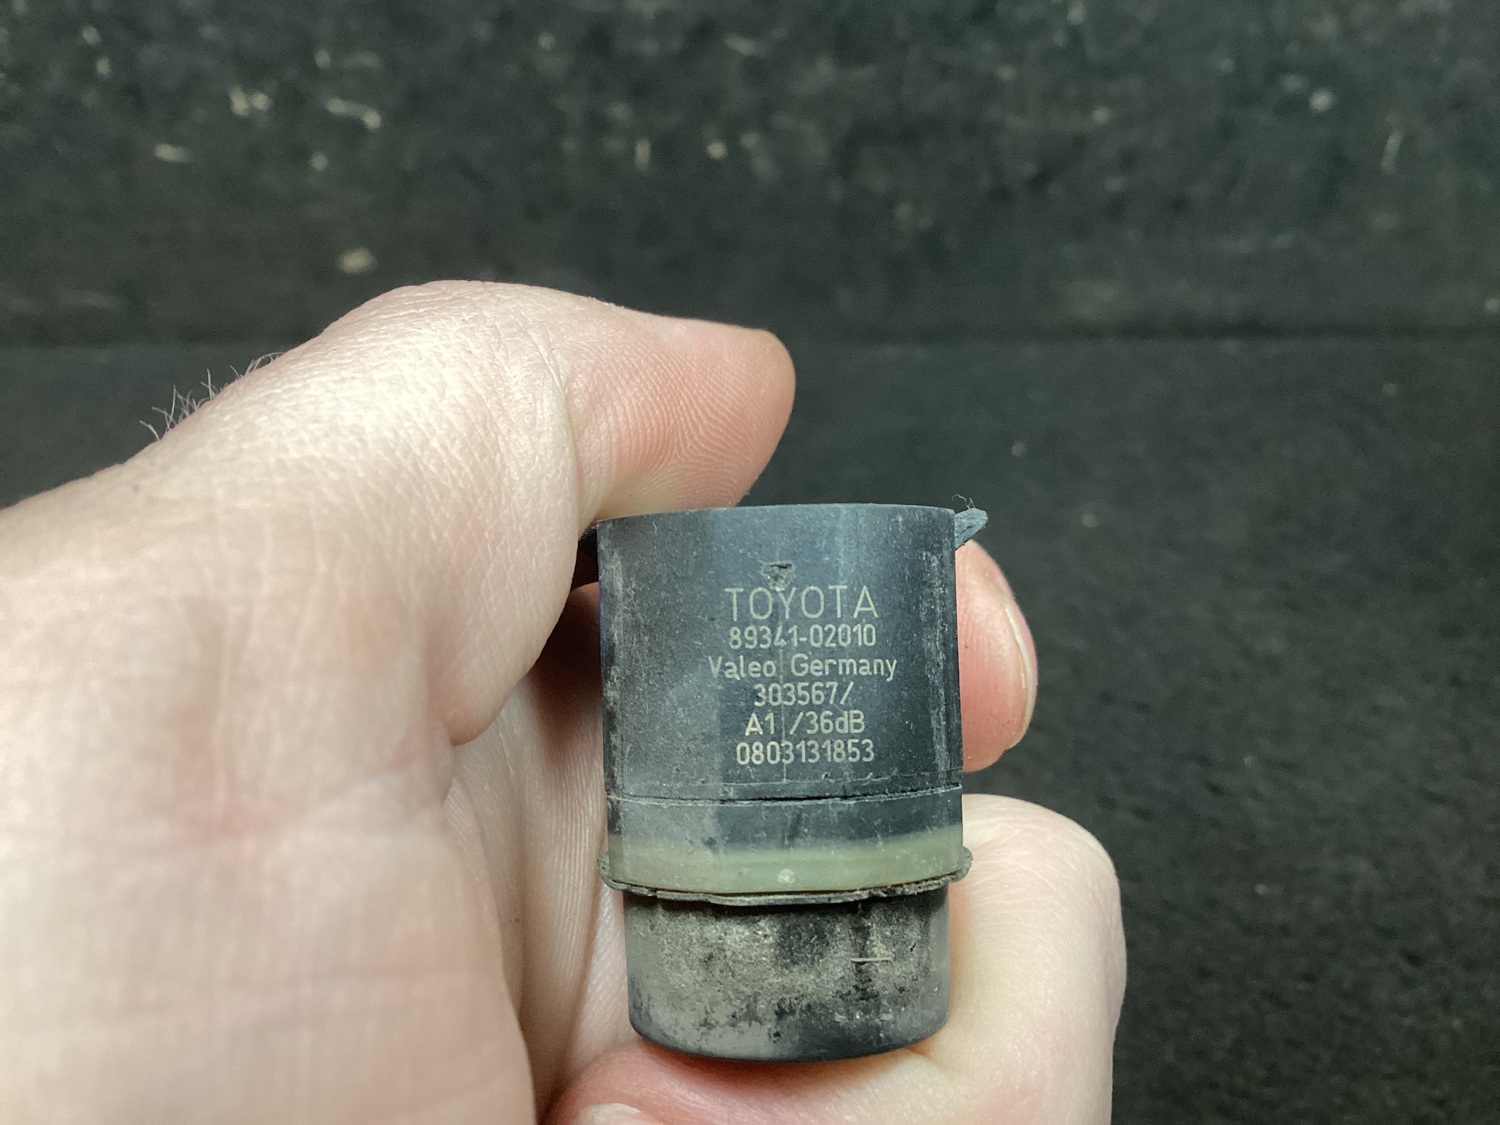 TOYOTA
89341-02010
Valeo Germany
303567/
A1 /36dB
0803131853